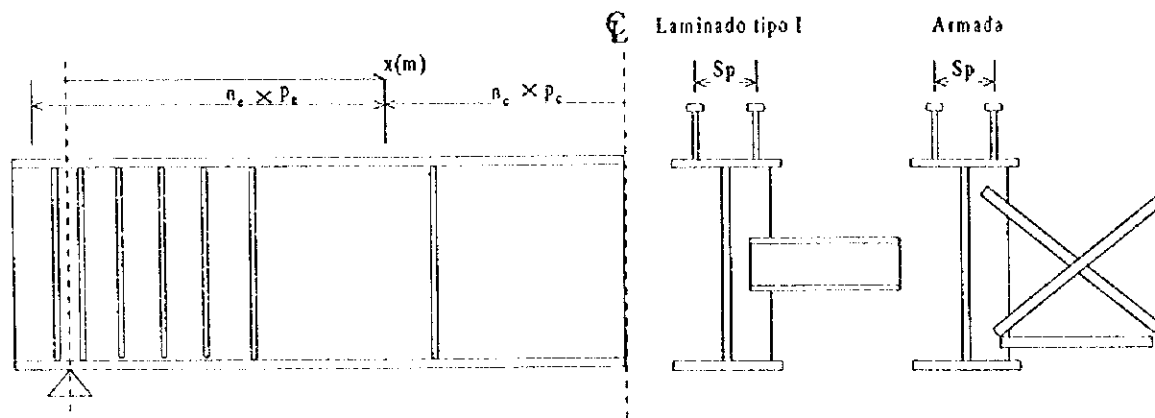 ℄ Laminado tipo I Armada
x(m) Sp Sp
n_e × p_e n_c × p_c